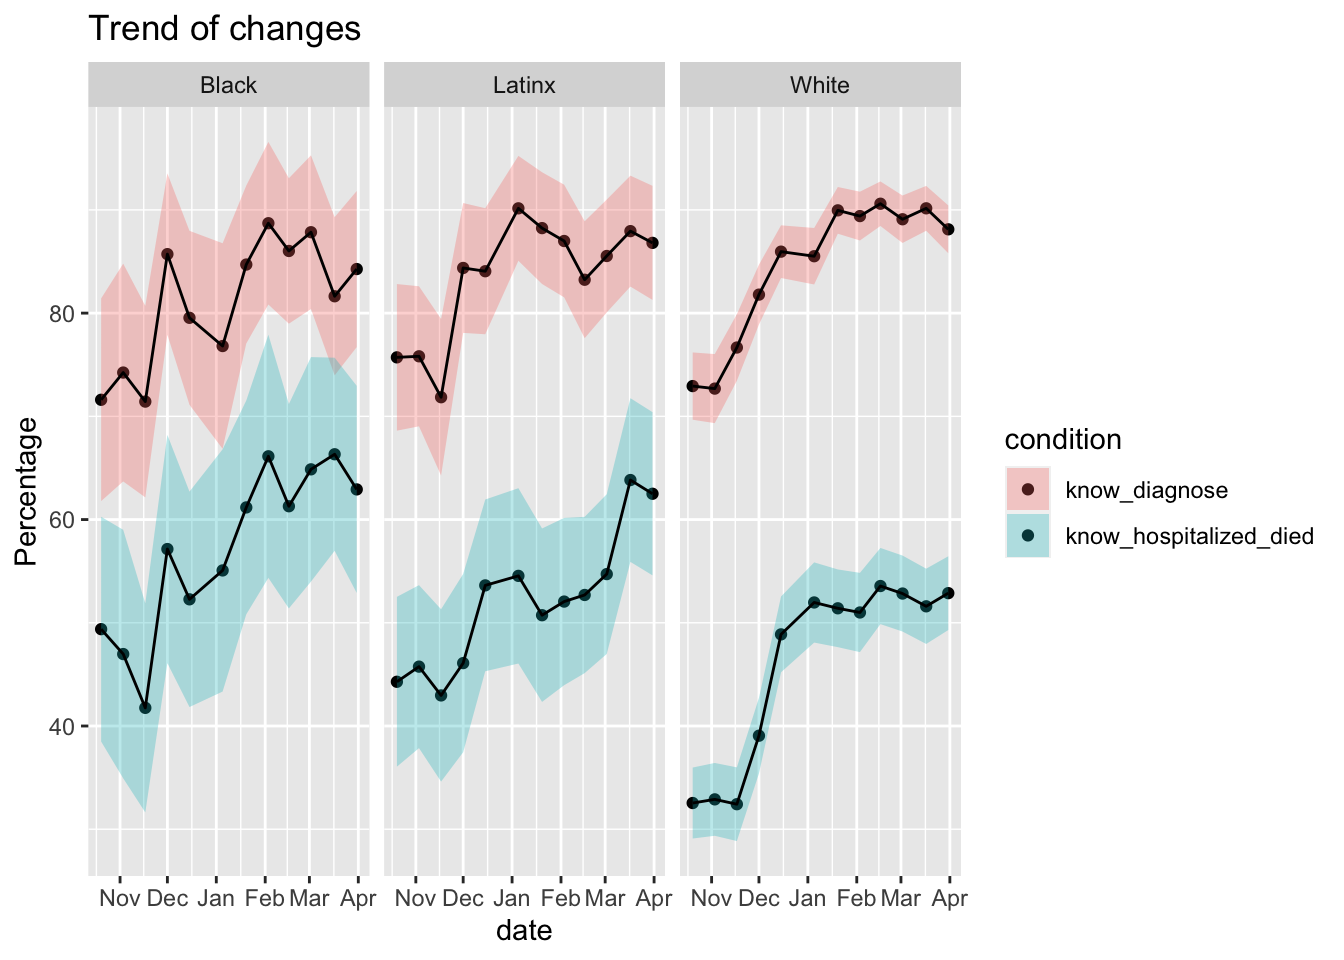 Trend of changes
Black Latinx White
Percentage
80
60
40
Nov Dec Jan Feb Mar Apr Nov Dec Jan Feb Mar Apr Nov Dec Jan Feb Mar Apr
date
condition
know_diagnose
know_hospitalized_died